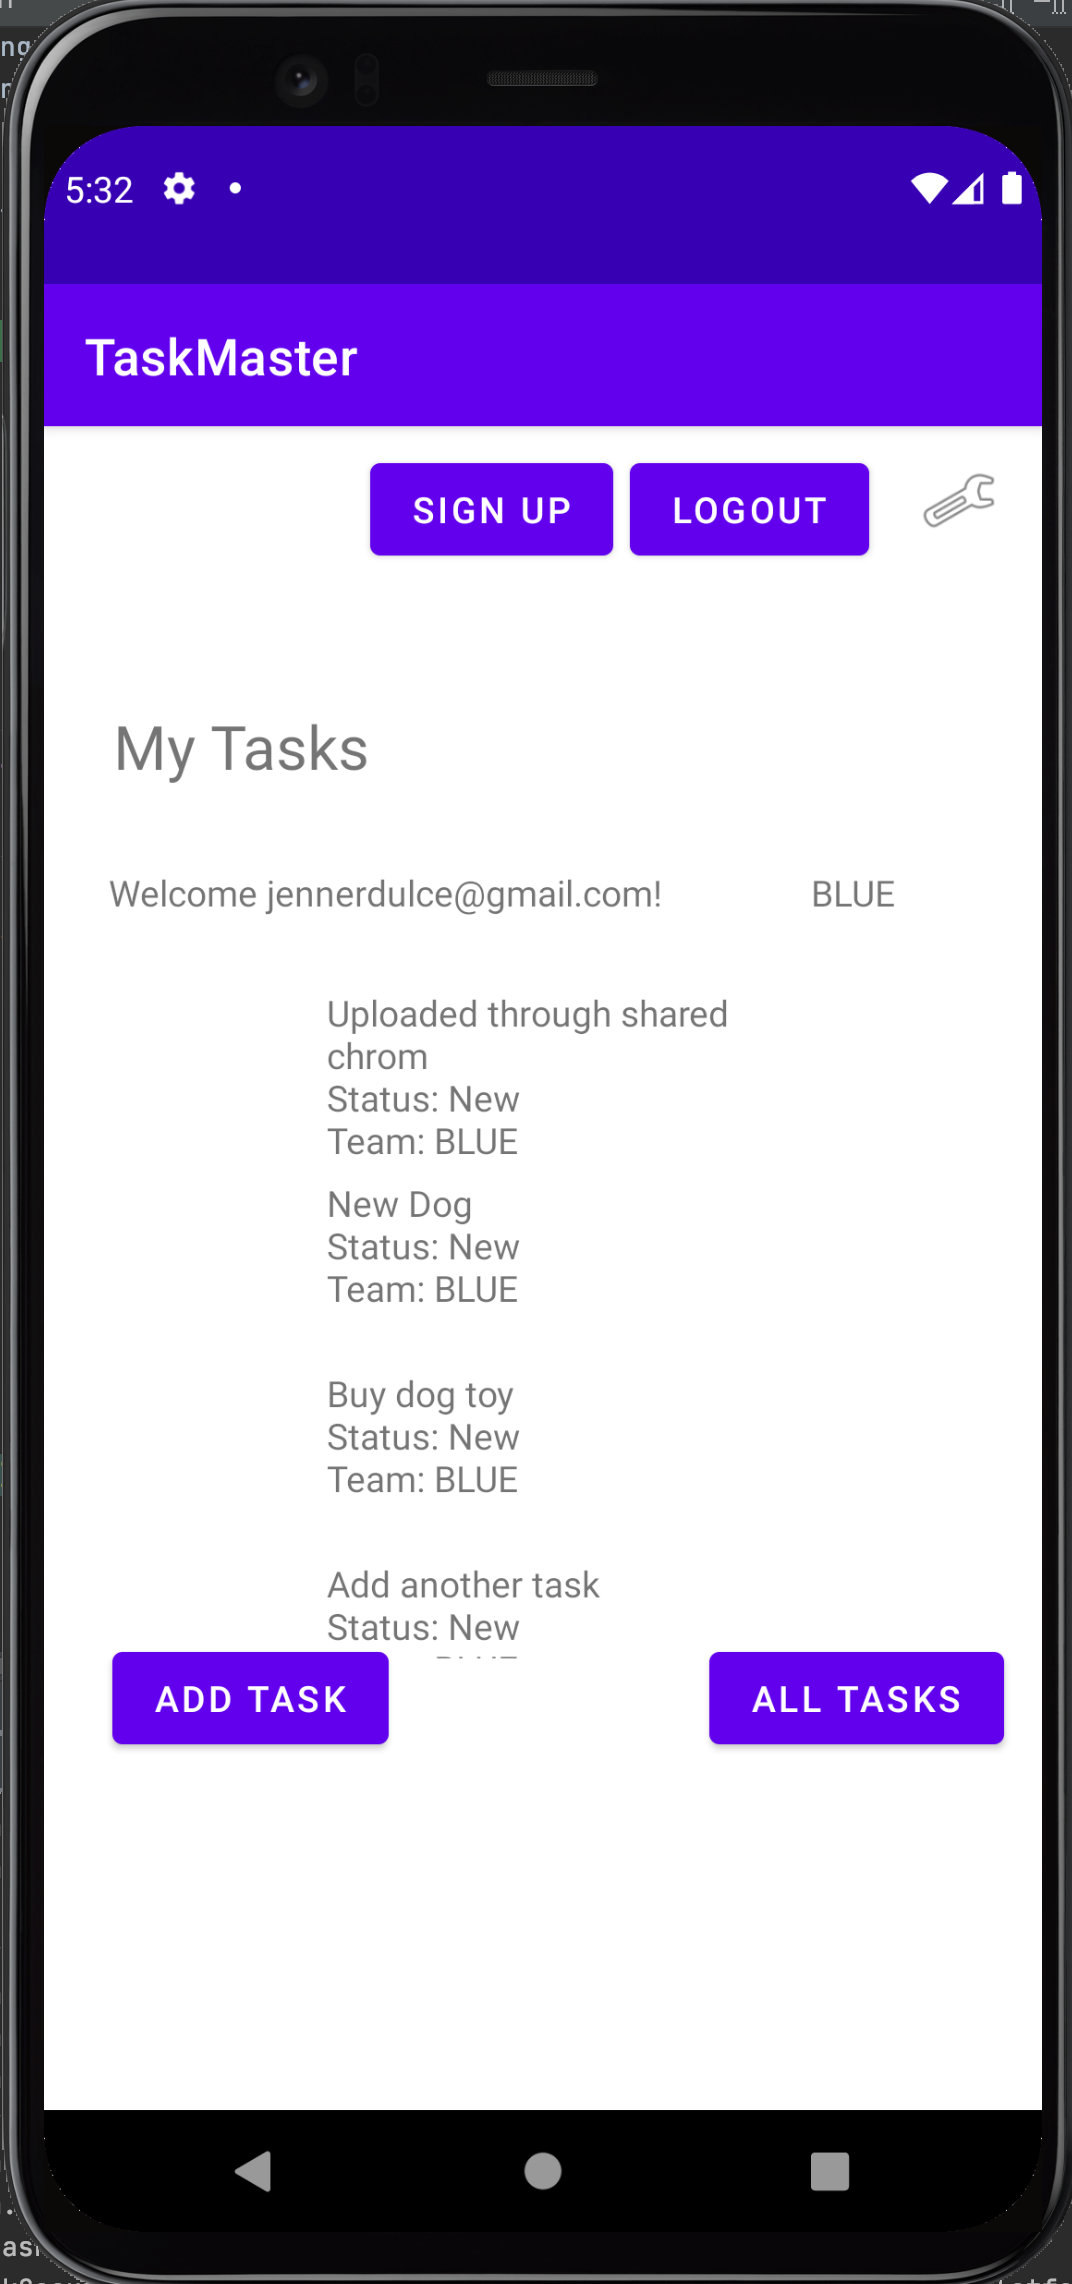 5:32
TaskMaster
SIGN UP
LOGOUT
My Tasks
Welcome jennerdulce@gmail.com!
BLUE
Uploaded through shared
chrom
Status: New
Team: BLUE
New Dog
Status: New
Team: BLUE
Buy dog toy
Status: New
Team: BLUE
Add another task
Status: New
ADD TASK
ALL TASKS